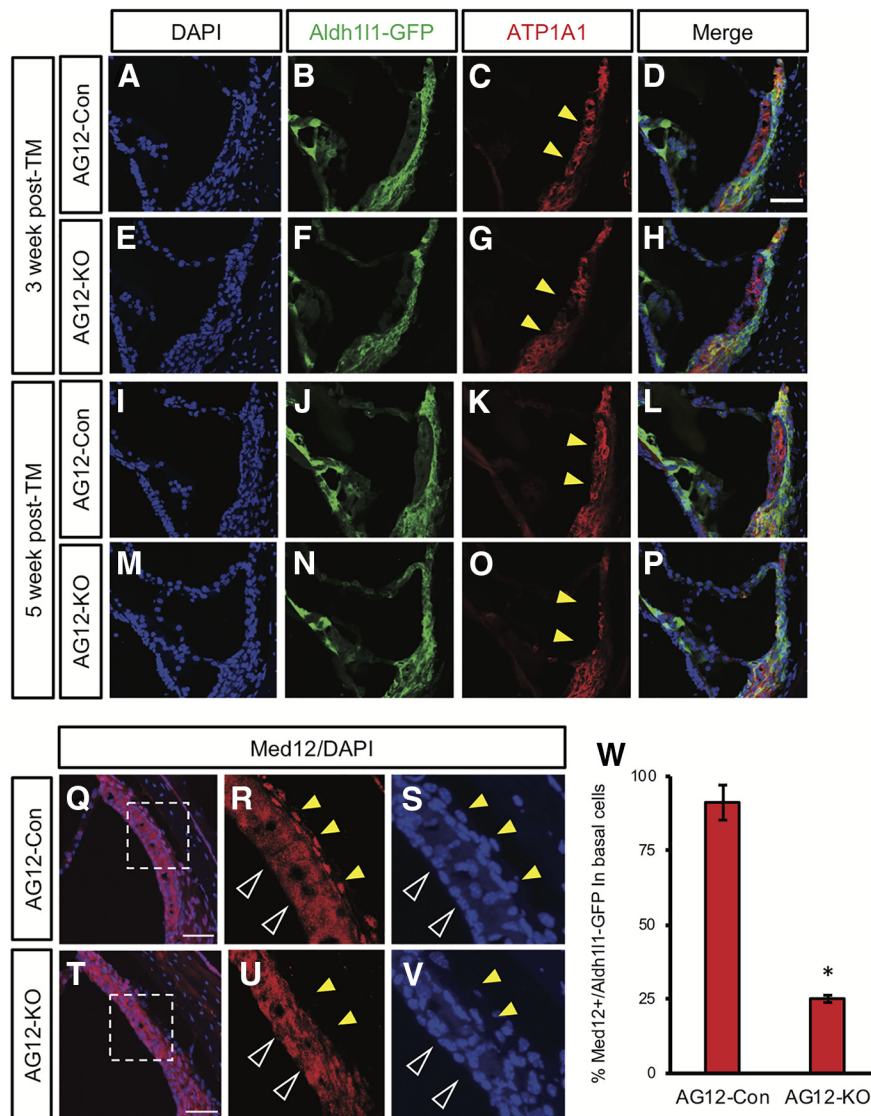 DAPI Aldh1l1-GFP ATP1A1 Merge
3 week post-TM
AG12-Con
A B C D
AG12-KO
E F G H
5 week post-TM
AG12-Con
I J K L
AG12-KO
M N O P
Med12/DAPI
AG12-Con
Q R S
AG12-KO
T U V
W
% Med12+/Aldh1l1-GFP In basal cells
100
75
50
25
0
*
AG12-Con AG12-KO